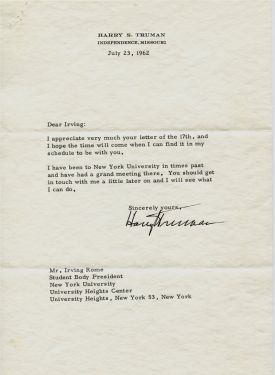 HARRY S. TRUMAN
INDEPENDENCE, MISSOURI
July 23, 1962
Dear Irving:
I appreciate very much your letter of the 17th, and
I hope the time will come when I can find it in my
schedule to be with you.
I have been to New York University in times past
and have had a grand meeting there. You should get
in touch with me a little later on and I will see what
I can do.
Sincerely yours,
Harry Truman
Mr. Irving Rome
Student Body President
New York University
University Heights Center
University Heights, New York 53, New York